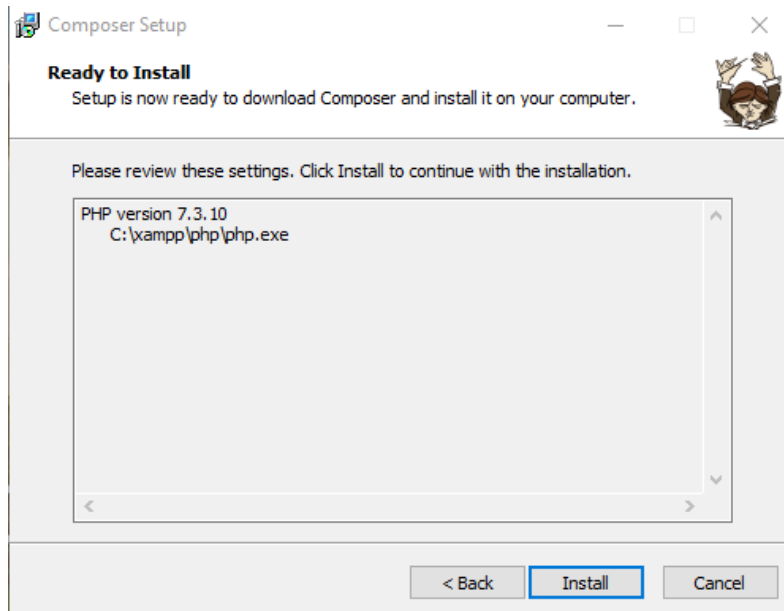 Composer Setup
Ready to Install
Setup is now ready to download Composer and install it on your computer.
Please review these settings. Click Install to continue with the installation.
PHP version 7.3.10
C:\xampp\php\php.exe
< Back
Install
Cancel